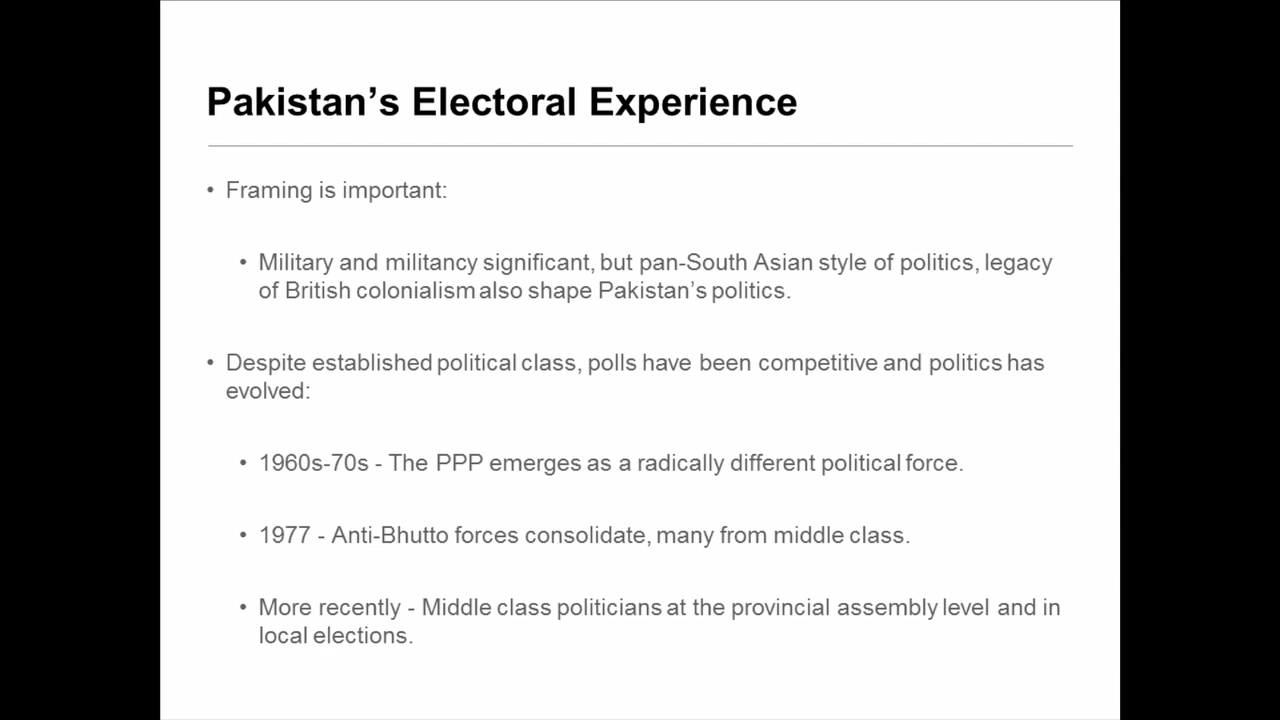 Pakistan’s Electoral Experience
• Framing is important:
• Military and militancy significant, but pan-South Asian style of politics, legacy
of British colonialism also shape Pakistan’s politics.
• Despite established political class, polls have been competitive and politics has
evolved:
• 1960s-70s - The PPP emerges as a radically different political force.
• 1977 - Anti-Bhutto forces consolidate, many from middle class.
• More recently - Middle class politicians at the provincial assembly level and in
local elections.